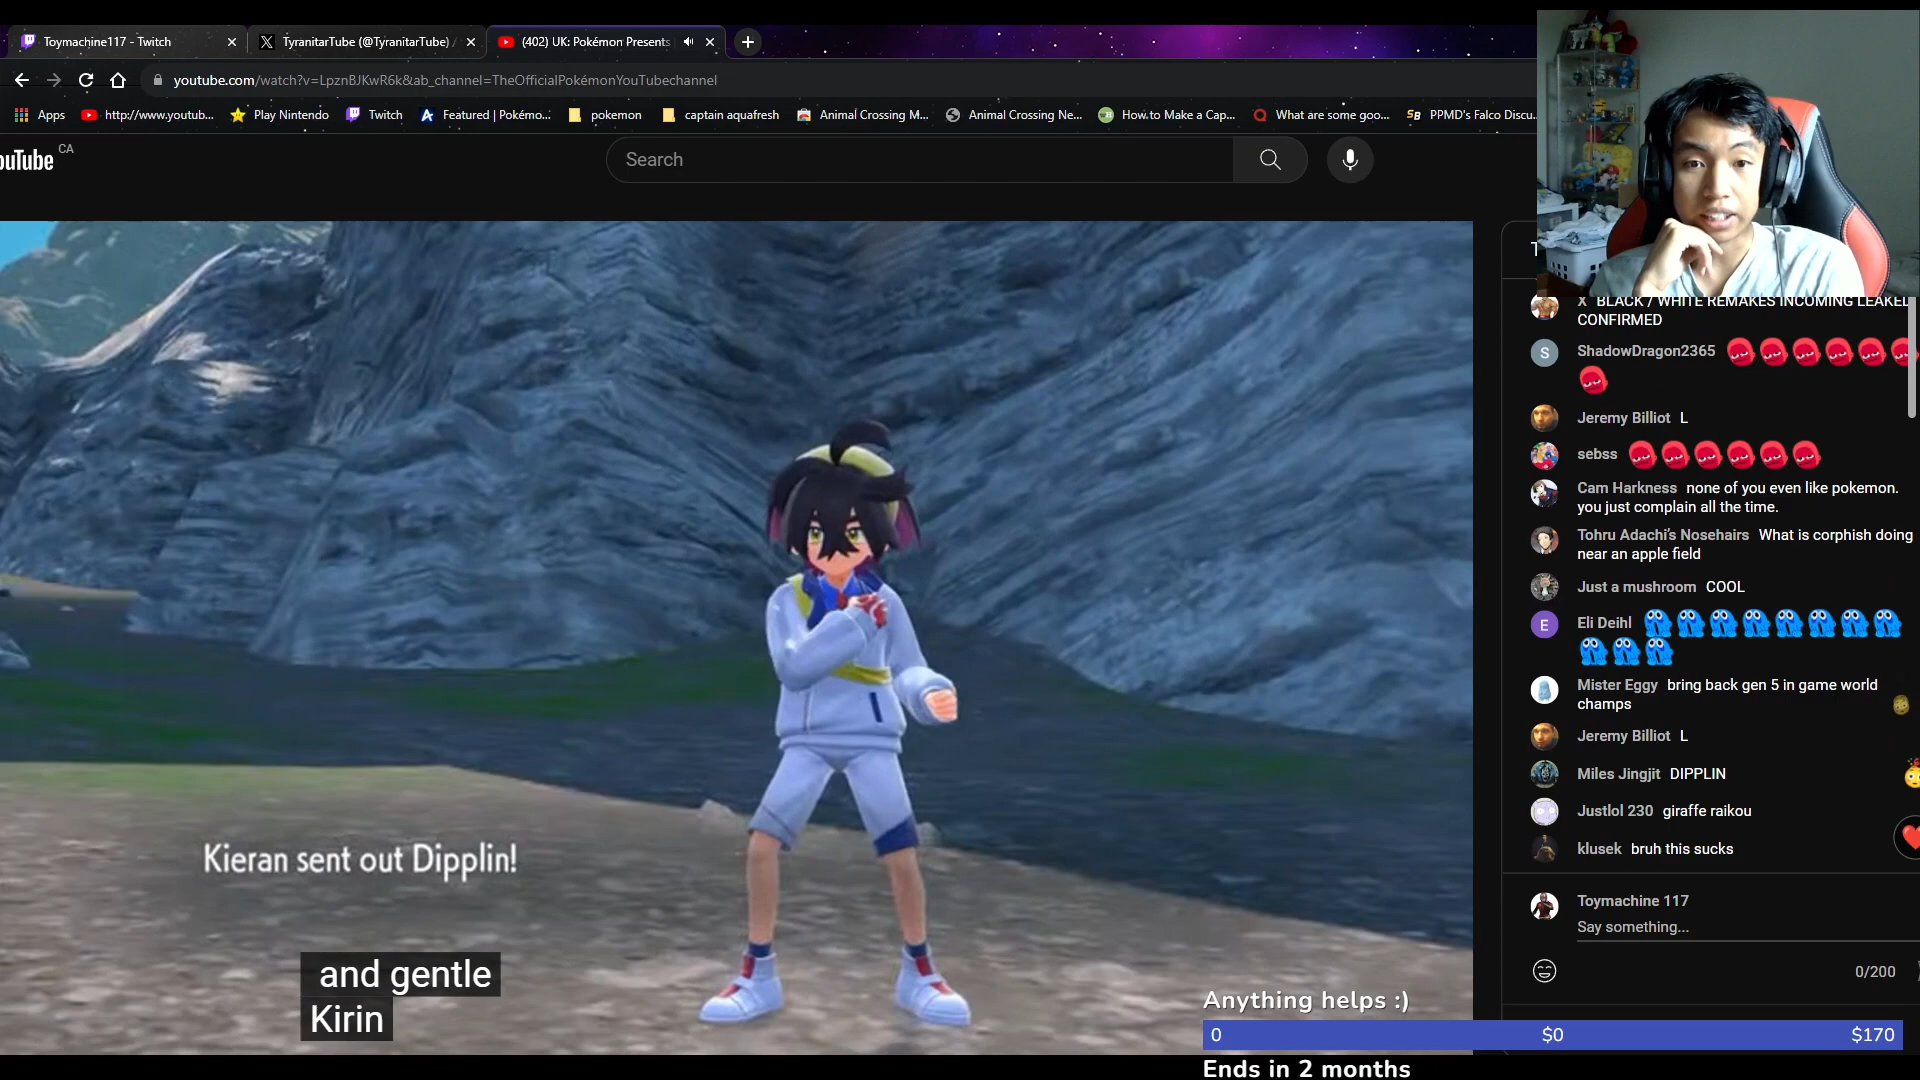 Toymachine117 - Twitch
TyranitarTube (@TyranitarTube) /
(402) UK: Pokémon Presents
youtube.com/watch?v=LpznBJKwR6k&ab_channel=TheOfficialPokémonYouTubechannel
Apps
http://www.youtub...
Play Nintendo
Twitch
Featured | Pokémo...
pokemon
captain aquafresh
Animal Crossing M...
Animal Crossing Ne...
How to Make a Cap...
What are some goo...
PPMD's Falco Discu...
ouTube CA
Search
X BLACK / WHITE REMAKES INCOMING LEAKED
CONFIRMED
S ShadowDragon2365
Jeremy Billiot L
sebss
Cam Harkness none of you even like pokemon.
you just complain all the time.
Tohru Adachi's Nosehairs What is corphish doing
near an apple field
Just a mushroom COOL
E Eli Deihl
Mister Eggy bring back gen 5 in game world
champs
Jeremy Billiot L
Miles Jingjit DIPPLIN
Justlol 230 giraffe raikou
klusek bruh this sucks
Toymachine 117
Say something...
0/200
Kieran sent out Dipplin!
and gentle
Kirin
Anything helps :)
0 $0 $170
Ends in 2 months